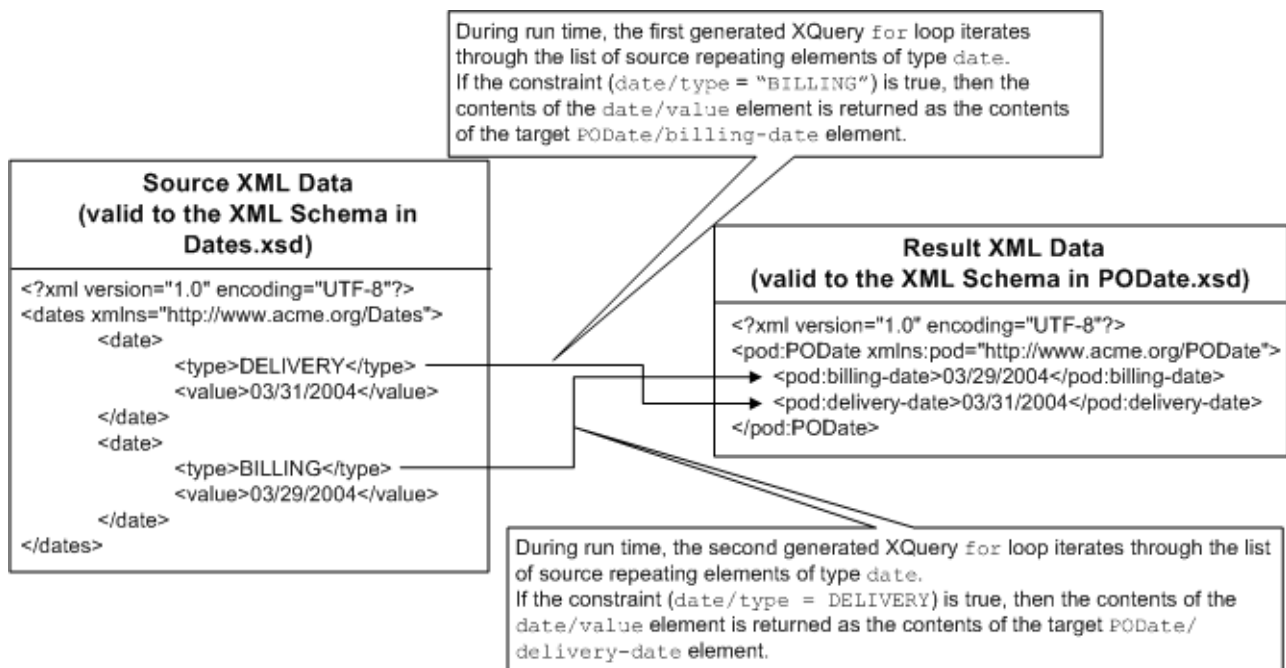 During run time, the first generated XQuery for loop iterates
through the list of source repeating elements of type date.
If the constraint (date/type = "BILLING") is true, then the
contents of the date/value element is returned as the contents
of the target PODate/billing-date element.
Source XML Data
(valid to the XML Schema in
Dates.xsd)
<?xml version="1.0" encoding="UTF-8"?>
<dates xmlns="http://www.acme.org/Dates">
<date>
<type>DELIVERY</type>
<value>03/31/2004</value>
</date>
<date>
<type>BILLING</type>
<value>03/29/2004</value>
</date>
</dates>
Result XML Data
(valid to the XML Schema in PODate.xsd)
<?xml version="1.0" encoding="UTF-8"?>
<pod:PODate xmlns:pod="http://www.acme.org/PODate">
<pod:billing-date>03/29/2004</pod:billing-date>
<pod:delivery-date>03/31/2004</pod:delivery-date>
</pod:PODate>
During run time, the second generated XQuery for loop iterates through the list
of source repeating elements of type date.
If the constraint (date/type = DELIVERY) is true, then the contents of the
date/value element is returned as the contents of the target PODate/
delivery-date element.